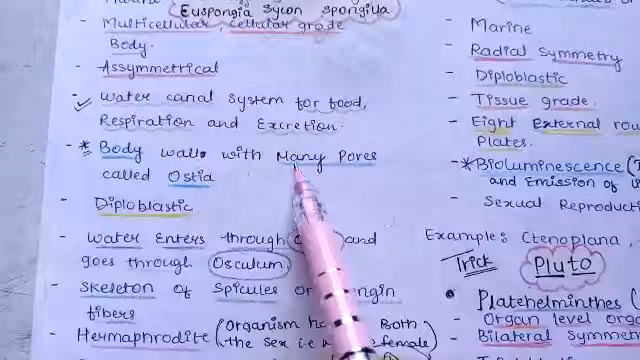 Euspongia Sycon Spongilla
Multicellular, cellular grade
Body.
- Assymmetrical
- Water canal system for food,
Respiration and Excretion.
- * Body wall with Many Pores
called Ostia
- Diploblastic
- Water Enters through and
goes through Osculum
- Skeleton of Spicules or
fibers
- Hermaphrodite (Organism Both
the Sex i.e female
- Marine
- Radial Symmetry
- Diploblastic
- Tissue grade.
- Eight External
Plates.
- * Bioluminescence
and Emission of
- Sexual
Example: Ctenoplana,
Trick Pluto
• Platehelminthes
- Organ level
- Bilateral